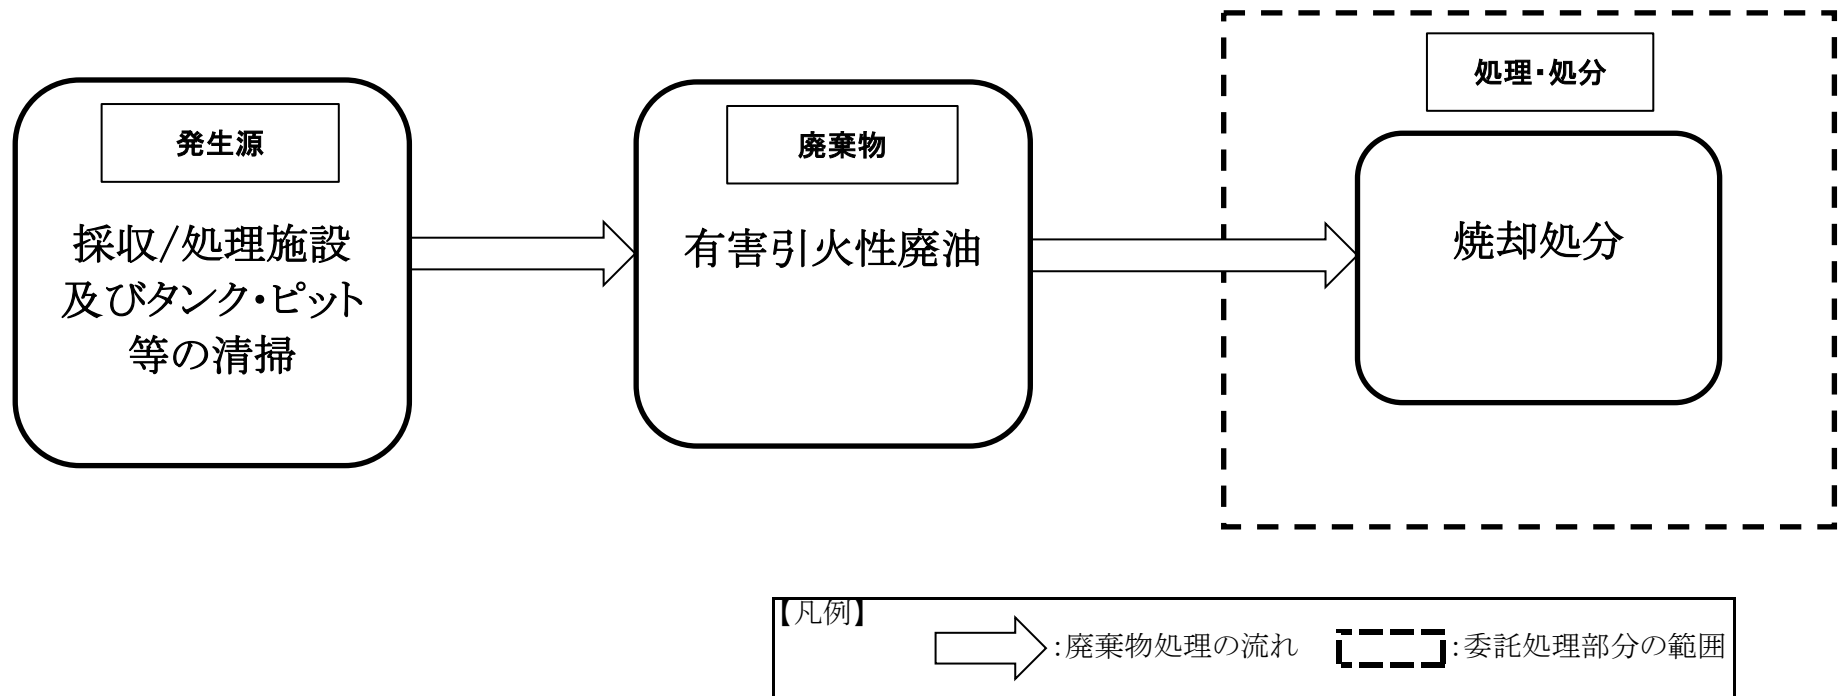 発生源
採収/処理施設
及びタンク・ピット
等の清掃
廃棄物
有害引火性廃油
処理・処分
焼却処分
【凡例】
:廃棄物処理の流れ
:委託処理部分の範囲